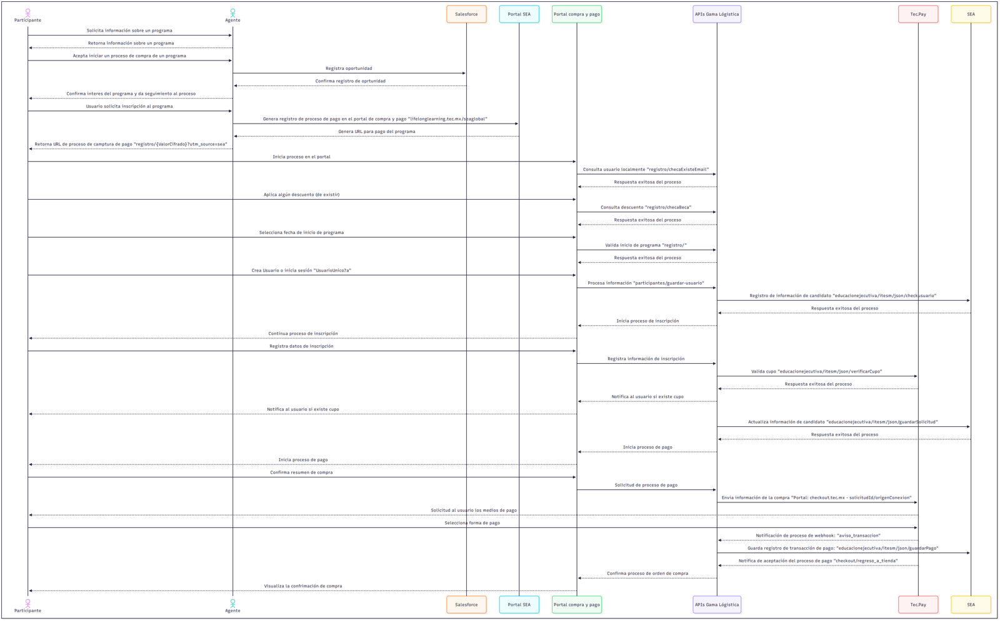 Participante
Agente
Salesforce
Portal SEA
Portal compra y pago
APIs Gama Lógistica
Tec.Pay
SEA
Solicita información sobre un programa
Retorna información sobre un programa
Acepta iniciar un proceso de compra de un programa
Registra oportunidad
Confirma registro de oprtunidad
Confirma interes del programa y da seguimiento al proceso
Usuario solicita inscripción al programa
Genera registro de proceso de pago en el portal de compra y pago "lifelonglearning.tec.mx/seaglobal"
Genera URL para pago del programa
Retorna URL de proceso de camptura de pago "registro/{ValorCifrado}?utm_source=sea"
Inicia proceso en el portal
Consulta usuario localmente "registro/checaExisteEmail"
Respuesta exitosa del proceso
Aplica algún descuento (de existir)
Consulta descuento "registro/checaBeca"
Respuesta exitosa del proceso
Selecciona fecha de inicio de programa
Valida inicio de programa "registro/"
Respuesta exitosa del proceso
Crea Usuario o inicia sesión "UsuarioUnico?a"
Procesa información "participantes/guardar-usuario"
Registro de información de candidato "educacionejecutiva/itesm/json/checkusuario"
Respuesta exitosa del proceso
Inicia proceso de inscripción
Continua proceso de inscripción
Registra datos de inscripción
Registra información de inscripción
Valida cupo "educacionejecutiva/itesm/json/verificarCupo"
Respuesta exitosa del proceso
Notifica al usuario si existe cupo
Notifica al usuario si existe cupo
Actualiza información de candidato "educacionejecutiva/itesm/json/guardarSolicitud"
Respuesta exitosa del proceso
Inicia proceso de pago
Inicia proceso de pago
Confirma resumen de compra
Solicitud de proceso de pago
Envia información de la compra "Portal: checkout.tec.mx - solicitudId/origenConexion"
Solicitud al usuario los medios de pago
Selecciona forma de pago
Notificación de proceso de webhook: "aviso_transaccion"
Guarda registro de transacción de pago: "educacionejecutiva/itesm/json/guardarPago"
Notifica de aceptación del proceso de pago "checkout/regreso_a_tienda"
Confirma proceso de orden de compra
Visualiza la confrimación de compra
Participante
Agente
Salesforce
Portal SEA
Portal compra y pago
APIs Gama Lógistica
Tec.Pay
SEA